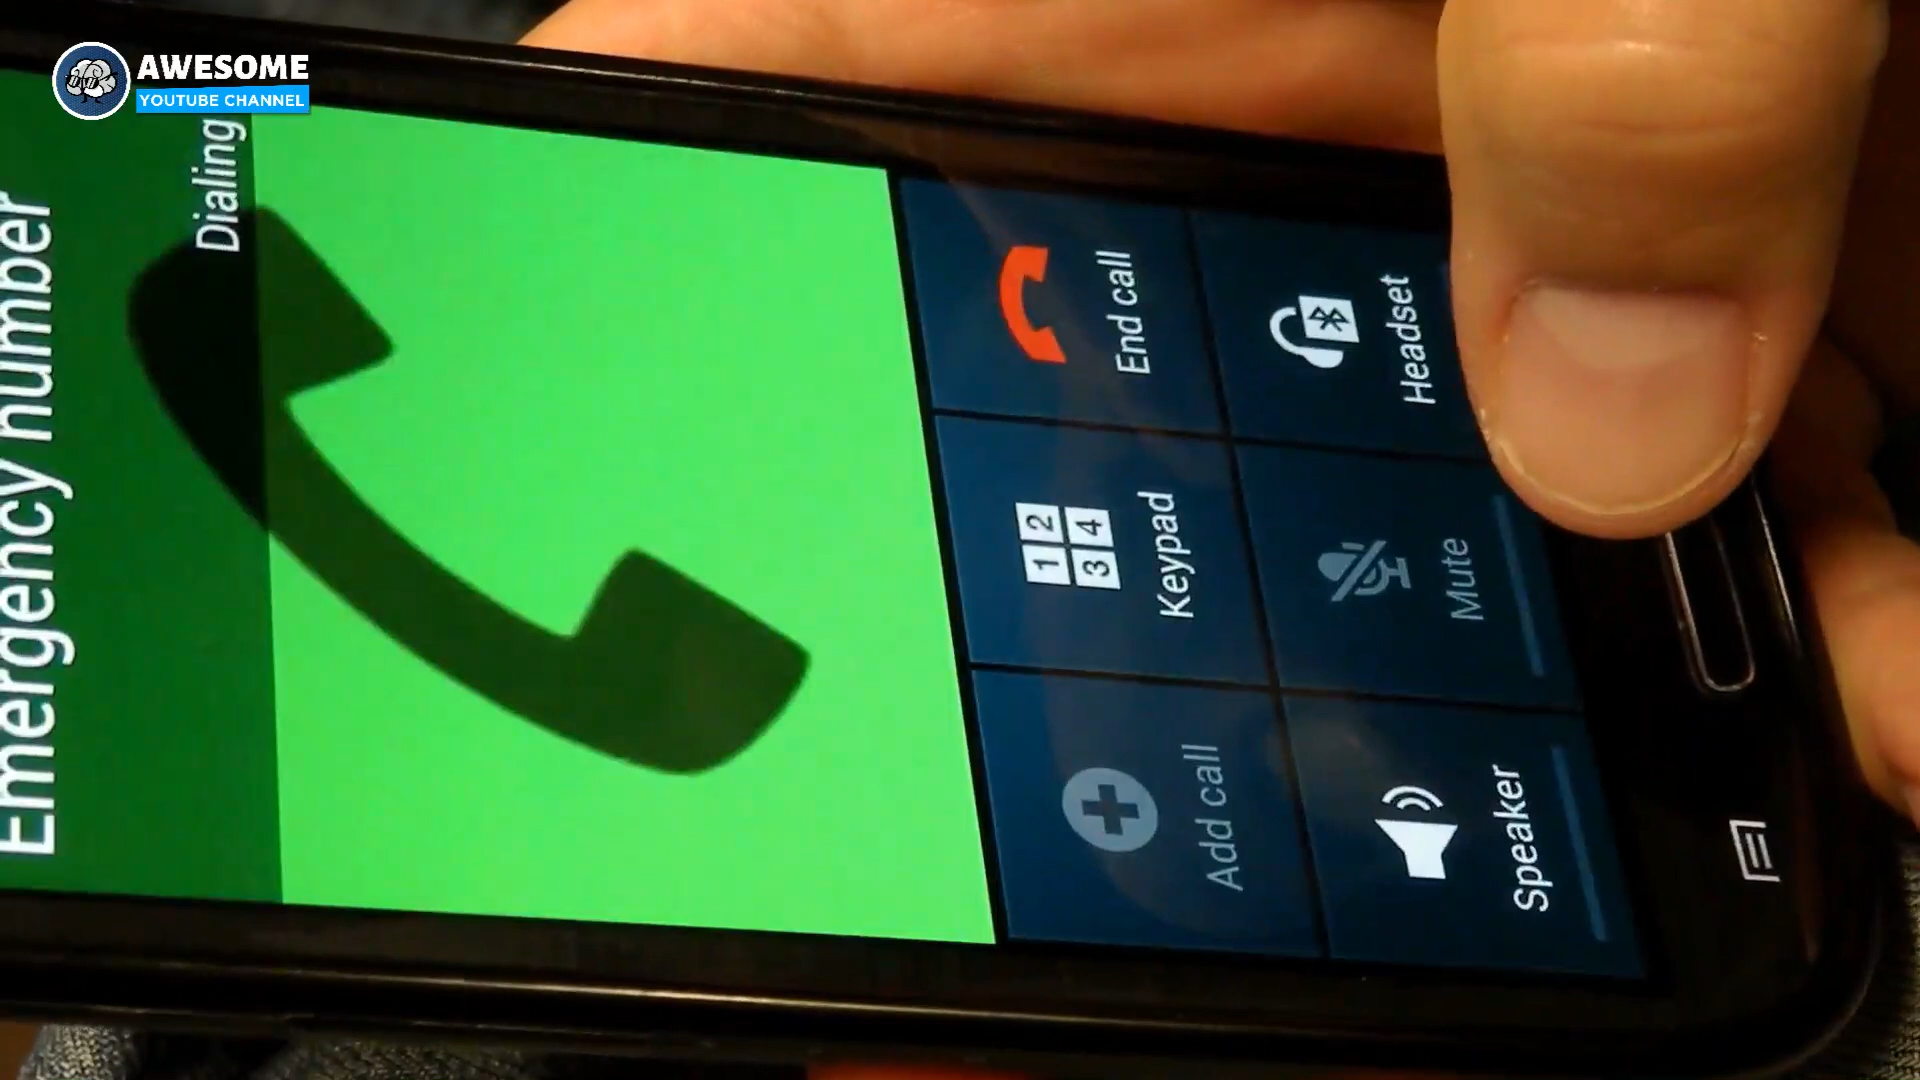 AWESOME
YOUTUBE CHANNEL
Emergency number
Dialing
Add call
Keypad
1 2
3 4
End call
Speaker
Mute
Headset